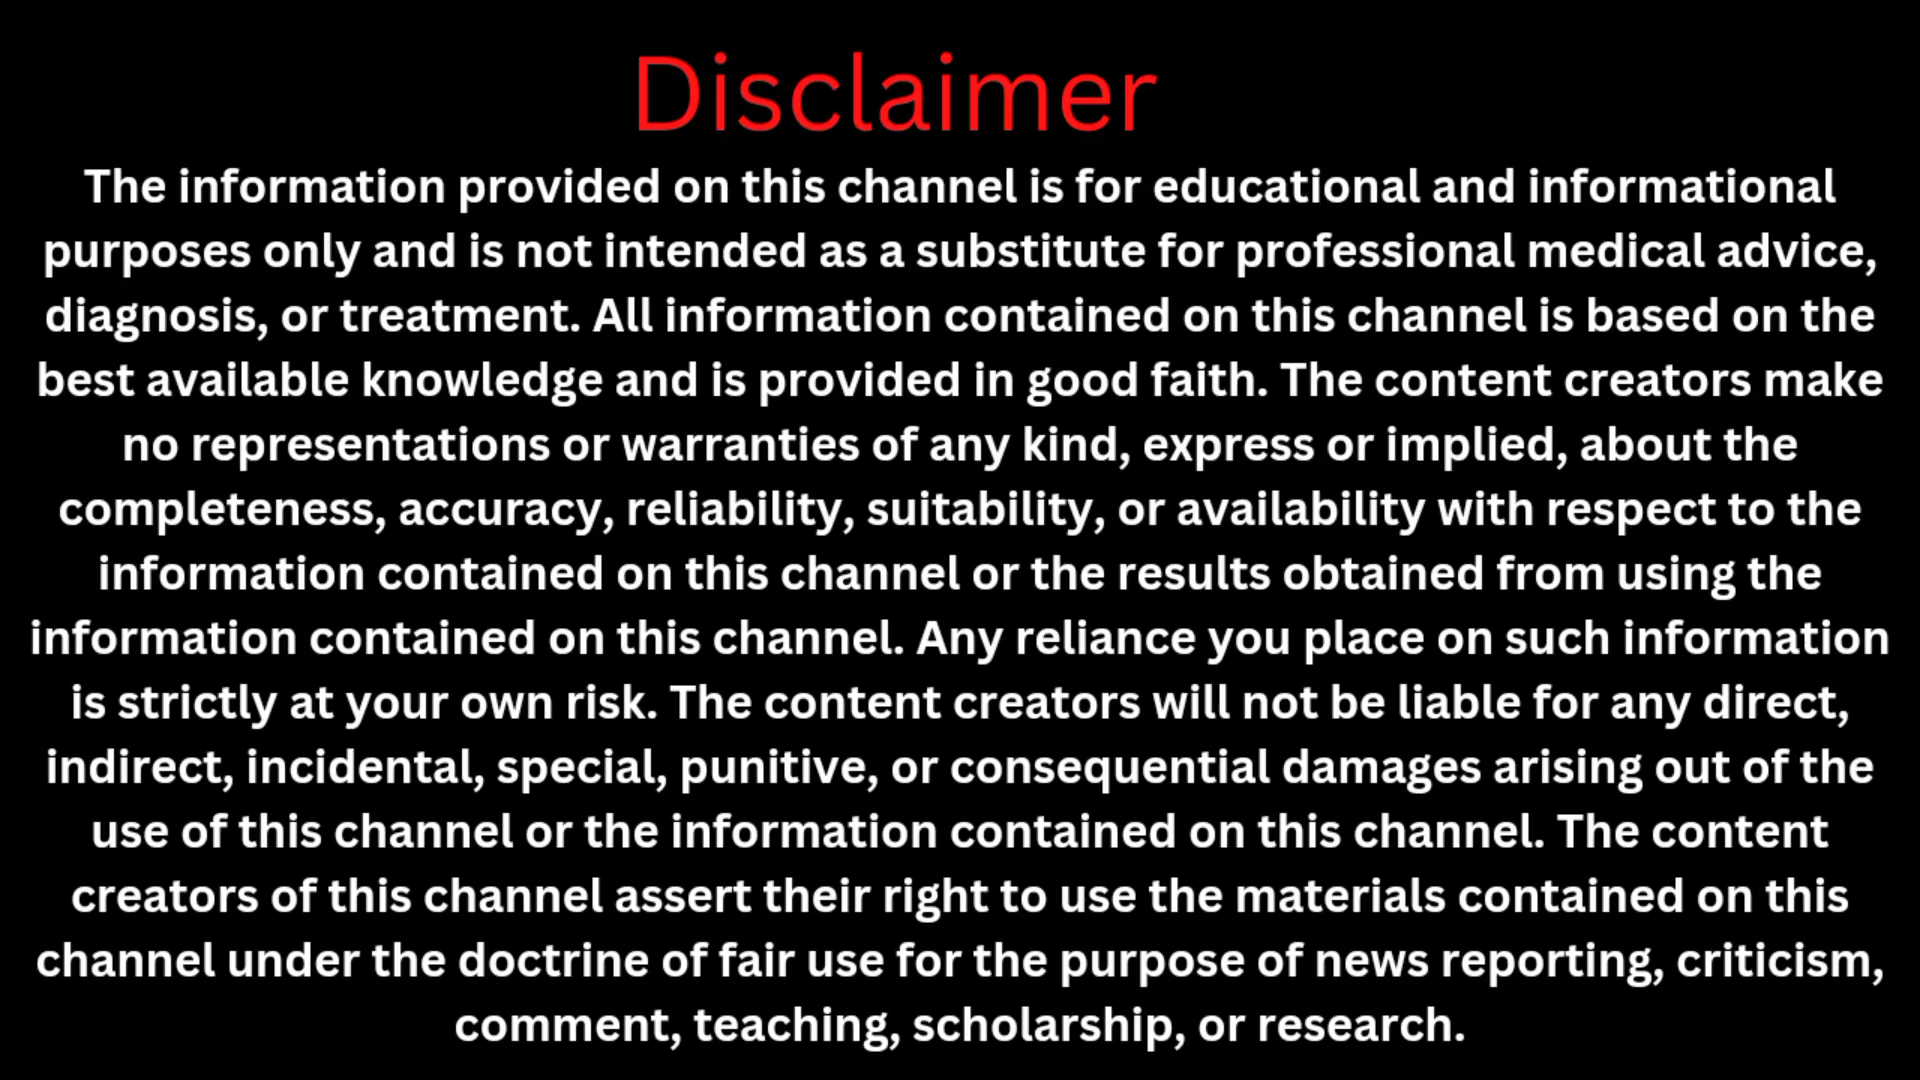 Disclaimer
The information provided on this channel is for educational and informational
purposes only and is not intended as a substitute for professional medical advice,
diagnosis, or treatment. All information contained on this channel is based on the
best available knowledge and is provided in good faith. The content creators make
no representations or warranties of any kind, express or implied, about the
completeness, accuracy, reliability, suitability, or availability with respect to the
information contained on this channel or the results obtained from using the
information contained on this channel. Any reliance you place on such information
is strictly at your own risk. The content creators will not be liable for any direct,
indirect, incidental, special, punitive, or consequential damages arising out of the
use of this channel or the information contained on this channel. The content
creators of this channel assert their right to use the materials contained on this
channel under the doctrine of fair use for the purpose of news reporting, criticism,
comment, teaching, scholarship, or research.